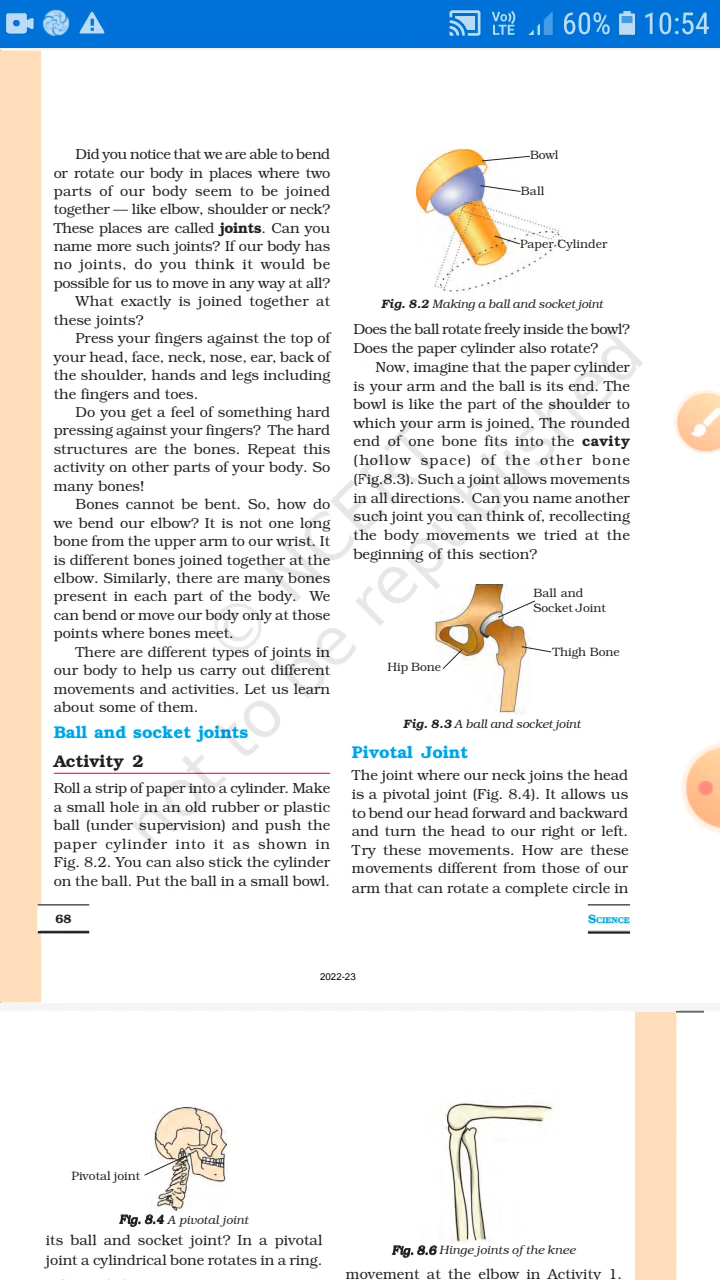 Vo))
LTE
60%
10:54
Did you notice that we are able to bend
or rotate our body in places where two
parts of our body seem to be joined
together — like elbow, shoulder or neck?
These places are called joints. Can you
name more such joints? If our body has
no joints, do you think it would be
possible for us to move in any way at all?
What exactly is joined together at
these joints?
Press your fingers against the top of
your head, face, neck, nose, ear, back of
the shoulder, hands and legs including
the fingers and toes.
Do you get a feel of something hard
pressing against your fingers? The hard
structures are the bones. Repeat this
activity on other parts of your body. So
many bones!
Bones cannot be bent. So, how do
we bend our elbow? It is not one long
bone from the upper arm to our wrist. It
is different bones joined together at the
elbow. Similarly, there are many bones
present in each part of the body. We
can bend or move our body only at those
points where bones meet.
There are different types of joints in
our body to help us carry out different
movements and activities. Let us learn
about some of them.
Ball and socket joints
Activity 2
Roll a strip of paper into a cylinder. Make
a small hole in an old rubber or plastic
ball (under supervision) and push the
paper cylinder into it as shown in
Fig. 8.2. You can also stick the cylinder
on the ball. Put the ball in a small bowl.
Bowl
Ball
Paper Cylinder
Fig. 8.2 Making a ball and socket joint
Does the ball rotate freely inside the bowl?
Does the paper cylinder also rotate?
Now, imagine that the paper cylinder
is your arm and the ball is its end. The
bowl is like the part of the shoulder to
which your arm is joined. The rounded
end of one bone fits into the cavity
(hollow space) of the other bone
(Fig.8.3). Such a joint allows movements
in all directions. Can you name another
such joint you can think of, recollecting
the body movements we tried at the
beginning of this section?
Ball and
Socket Joint
Thigh Bone
Hip Bone
Fig. 8.3 A ball and socket joint
Pivotal Joint
The joint where our neck joins the head
is a pivotal joint (Fig. 8.4). It allows us
to bend our head forward and backward
and turn the head to our right or left.
Try these movements. How are these
movements different from those of our
arm that can rotate a complete circle in
© NCERT
not to be republished
68
SCIENCE
2022-23
Pivotal joint
Fig. 8.4 A pivotal joint
its ball and socket joint? In a pivotal
joint a cylindrical bone rotates in a ring.
Fig. 8.6 Hinge joints of the knee
movement at the elbow in Activity 1.